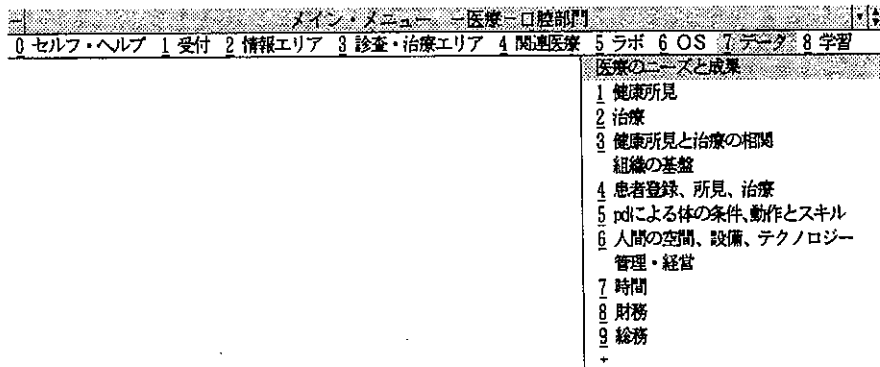 メイン・メニュー －医療－口腔部門
0 セルフ・ヘルプ 1 受付 2 情報エリア 3 診査・治療エリア 4 関連医療 5 ラボ 6 OS 7 データ 8 学習
医療のニーズと成果
1 健康所見
2 治療
3 健康所見と治療の相関
組織の基盤
4 患者登録、所見、治療
5 pdによる体の条件、動作とスキル
6 人間の空間、設備、テクノロジー
管理・経営
7 時間
8 財務
9 総務
+